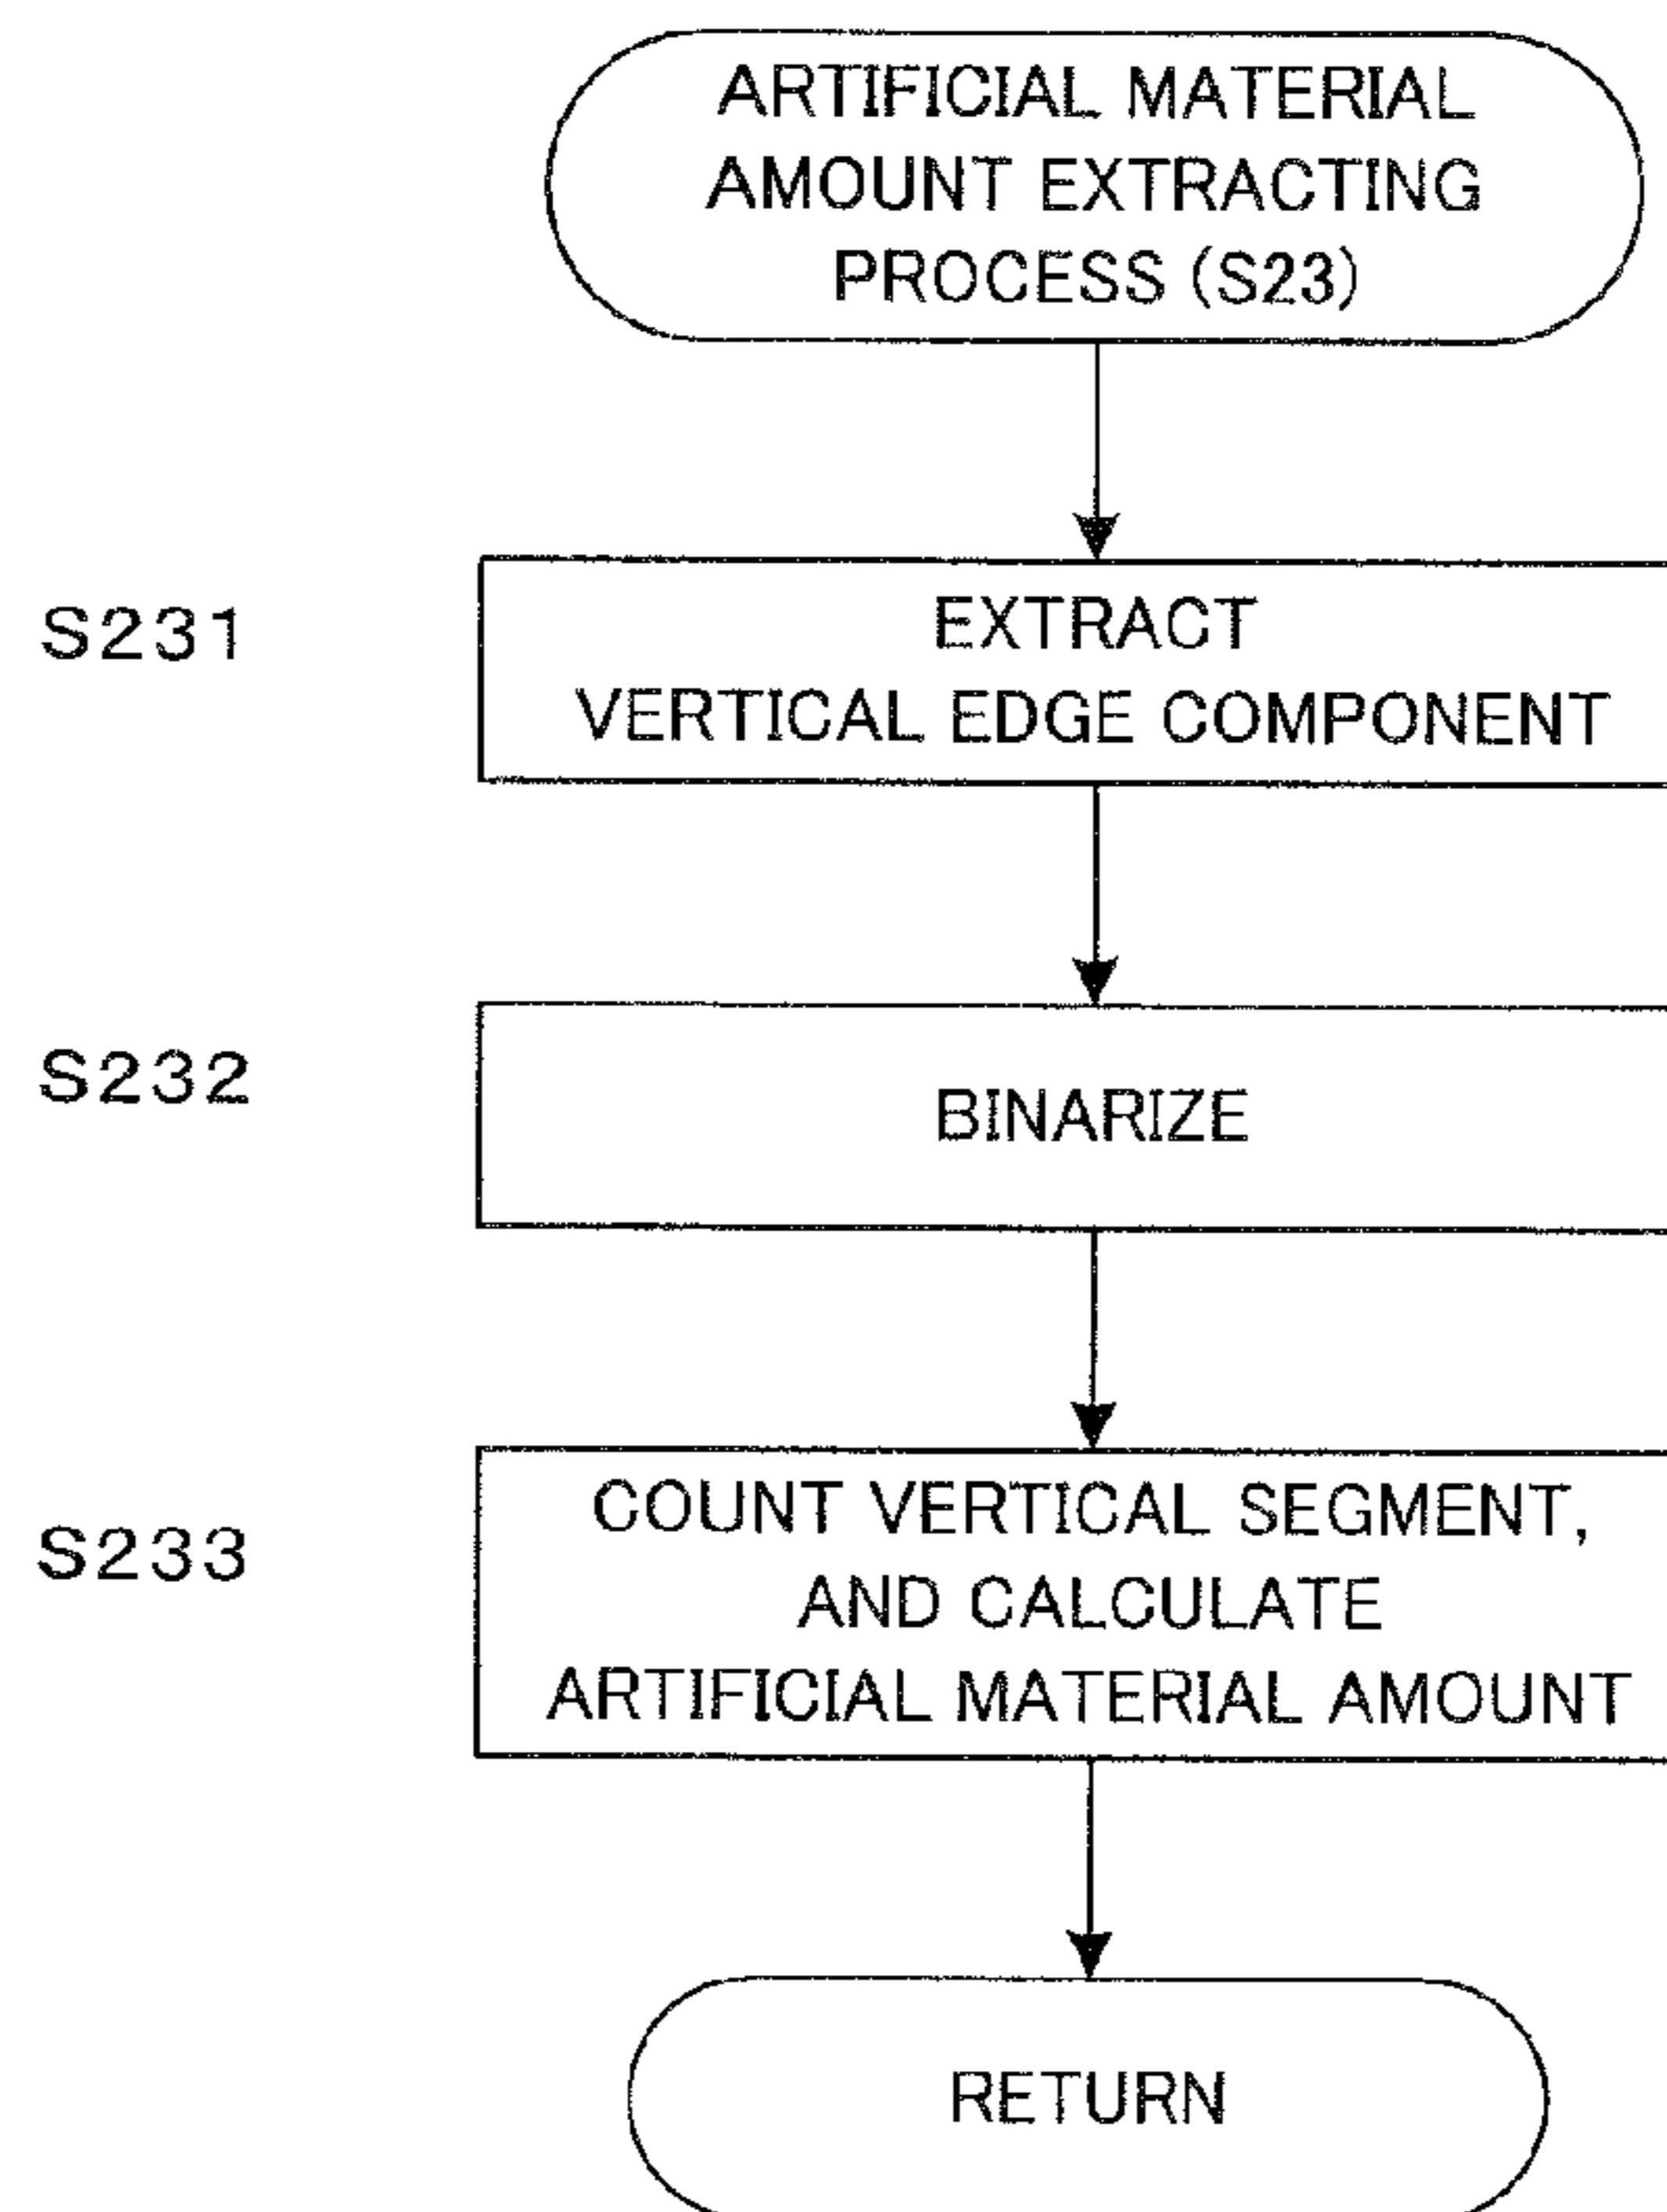 ARTIFICIAL MATERIAL
AMOUNT EXTRACTING
PROCESS (S23)
S231
EXTRACT
VERTICAL EDGE COMPONENT
S232
BINARIZE
S233
COUNT VERTICAL SEGMENT,
AND CALCULATE
ARTIFICIAL MATERIAL AMOUNT
RETURN